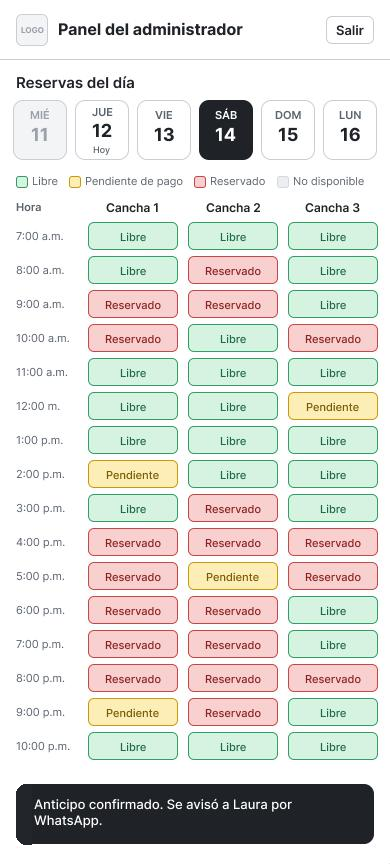 LOGO
Panel del administrador
Salir
Reservas del día
MIÉ JUE VIE SÁB DOM LUN
11 12 13 14 15 16
Hoy
Libre Pendiente de pago Reservado No disponible
Hora Cancha 1 Cancha 2 Cancha 3
7:00 a.m. Libre Libre Libre
8:00 a.m. Libre Reservado Libre
9:00 a.m. Reservado Reservado Libre
10:00 a.m. Reservado Libre Reservado
11:00 a.m. Libre Libre Libre
12:00 m. Libre Libre Pendiente
1:00 p.m. Libre Libre Libre
2:00 p.m. Pendiente Libre Libre
3:00 p.m. Libre Reservado Libre
4:00 p.m. Reservado Reservado Reservado
5:00 p.m. Reservado Pendiente Reservado
6:00 p.m. Reservado Reservado Libre
7:00 p.m. Reservado Reservado Libre
8:00 p.m. Reservado Reservado Reservado
9:00 p.m. Pendiente Reservado Libre
10:00 p.m. Libre Libre Libre
Anticipo confirmado. Se avisó a Laura por
WhatsApp.